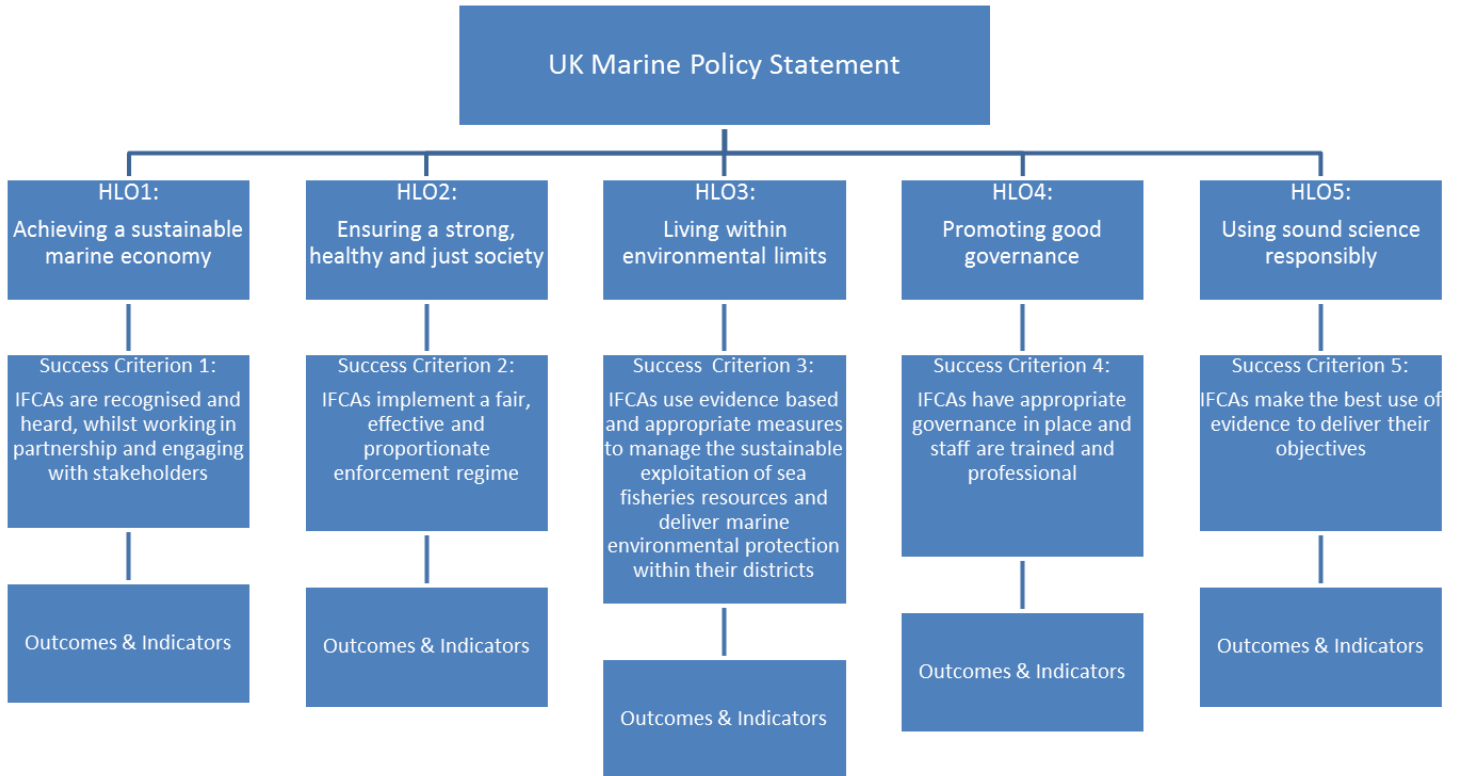 UK Marine Policy Statement
HLO1:
Achieving a sustainable
marine economy
HLO2:
Ensuring a strong,
healthy and just society
HLO3:
Living within
environmental limits
HLO4:
Promoting good
governance
HLO5:
Using sound science
responsibly
Success Criterion 1:
IFCAs are recognised and
heard, whilst working in
partnership and engaging
with stakeholders
Success Criterion 2:
IFCAs implement a fair,
effective and
proportionate
enforcement regime
Success Criterion 3:
IFCAs use evidence based
and appropriate measures
to manage the sustainable
exploitation of sea
fisheries resources and
deliver marine
environmental protection
within their districts
Success Criterion 4:
IFCAs have appropriate
governance in place and
staff are trained and
professional
Success Criterion 5:
IFCAs make the best use of
evidence to deliver their
objectives
Outcomes & Indicators
Outcomes & Indicators
Outcomes & Indicators
Outcomes & Indicators
Outcomes & Indicators